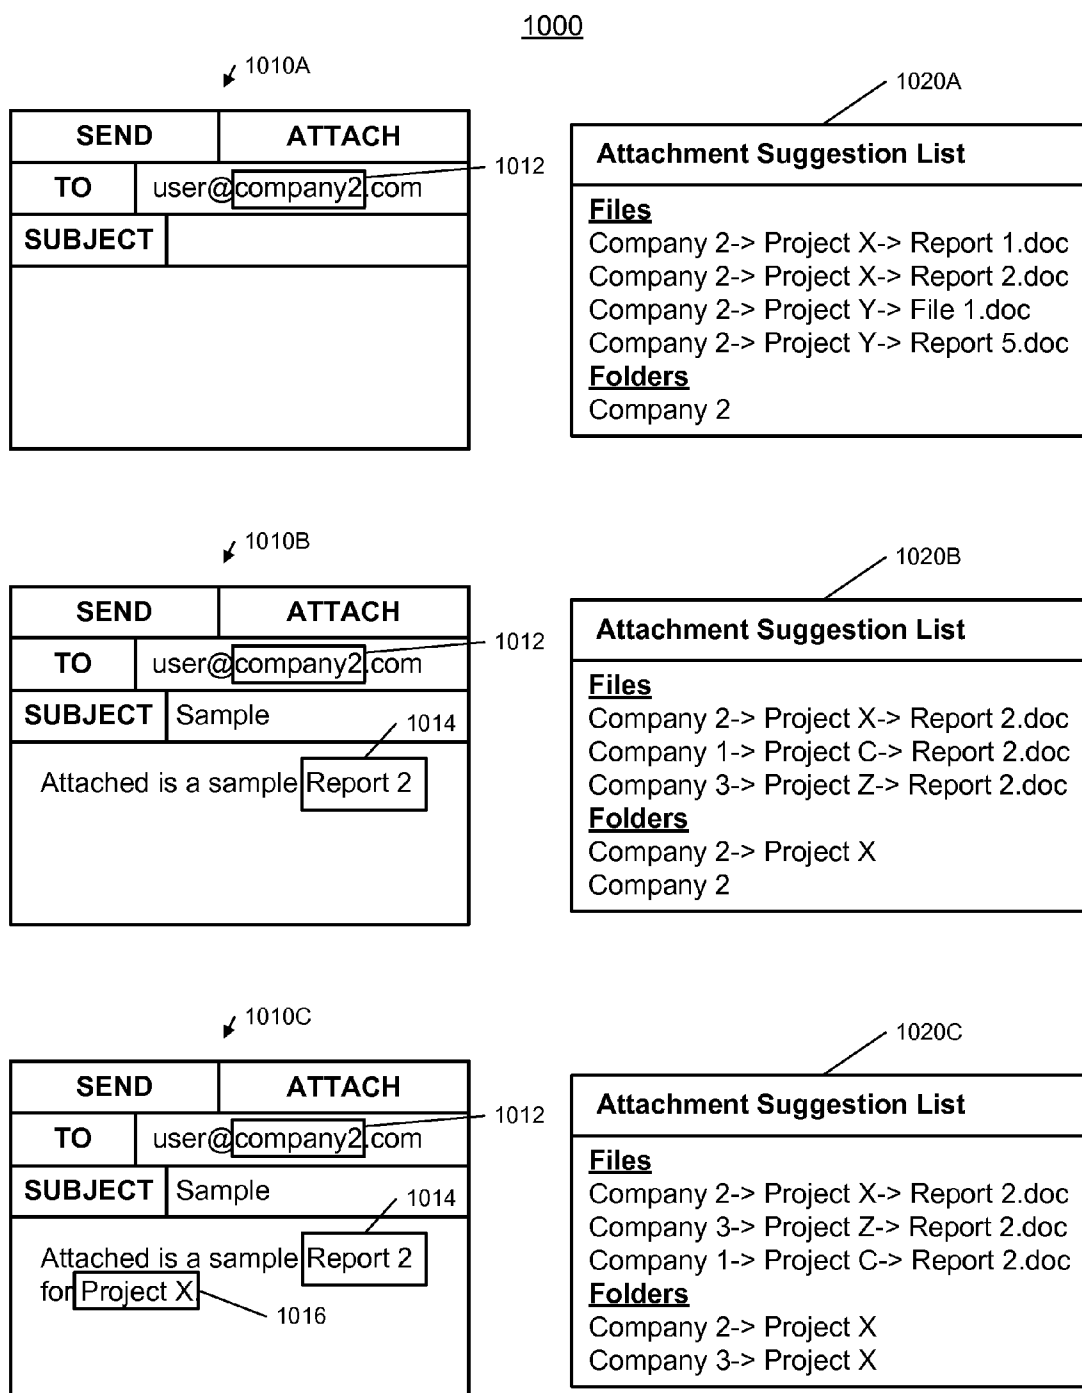 1000
1010A
SEND ATTACH
TO user@company2.com
1012
SUBJECT
1020A
Attachment Suggestion List
Files
Company 2-> Project X-> Report 1.doc
Company 2-> Project X-> Report 2.doc
Company 2-> Project Y-> File 1.doc
Company 2-> Project Y-> Report 5.doc
Folders
Company 2
1010B
SEND ATTACH
TO user@company2.com
1012
SUBJECT Sample
1014
Attached is a sample Report 2
1020B
Attachment Suggestion List
Files
Company 2-> Project X-> Report 2.doc
Company 1-> Project C-> Report 2.doc
Company 3-> Project Z-> Report 2.doc
Folders
Company 2-> Project X
Company 2
1010C
SEND ATTACH
TO user@company2.com
1012
SUBJECT Sample
1014
Attached is a sample Report 2
for Project X.
1016
1020C
Attachment Suggestion List
Files
Company 2-> Project X-> Report 2.doc
Company 3-> Project Z-> Report 2.doc
Company 1-> Project C-> Report 2.doc
Folders
Company 2-> Project X
Company 3-> Project X